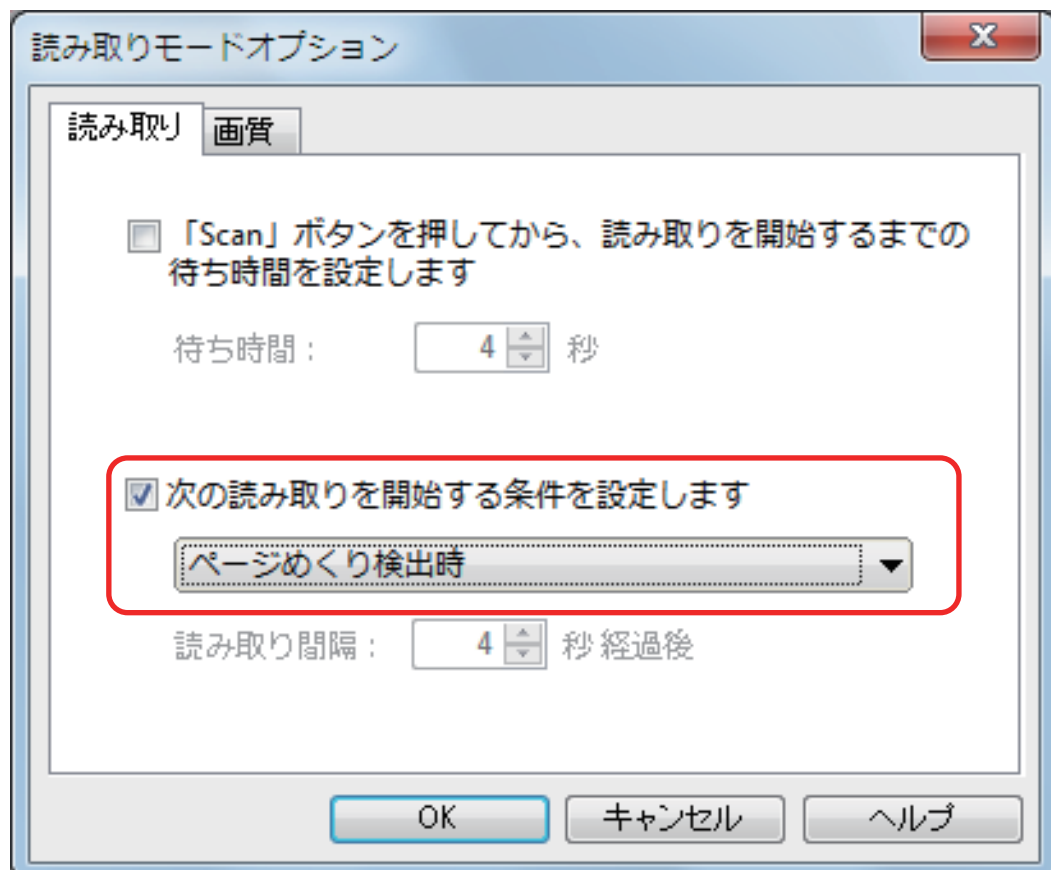 読み取りモードオプション
読み取り 画質
「Scan」ボタンを押してから、読み取りを開始するまでの
待ち時間を設定します
待ち時間： 4 秒
次の読み取りを開始する条件を設定します
ページめくり検出時
読み取り間隔： 4 秒 経過後
OK キャンセル ヘルプ